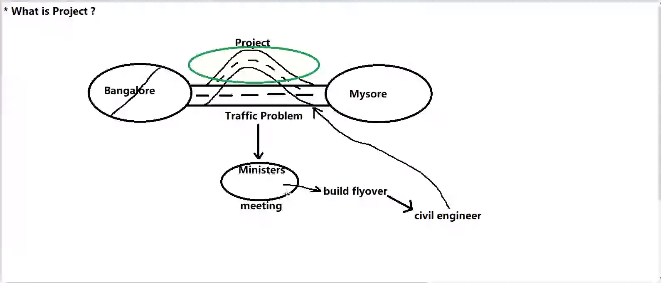 * What is Project ?
Project
Bangalore
Mysore
Traffic Problem
Ministers
meeting
build flyover
civil engineer